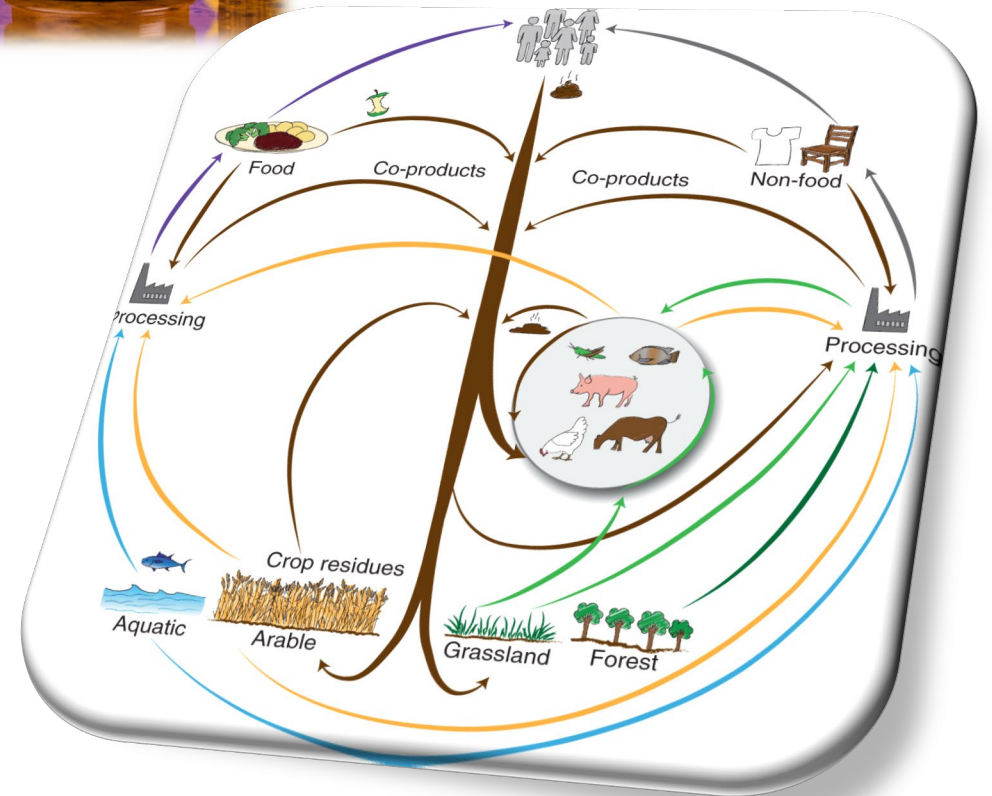 Food
Co-products
Co-products
Non-food
Processing
Processing
Crop residues
Aquatic
Arable
Grassland
Forest